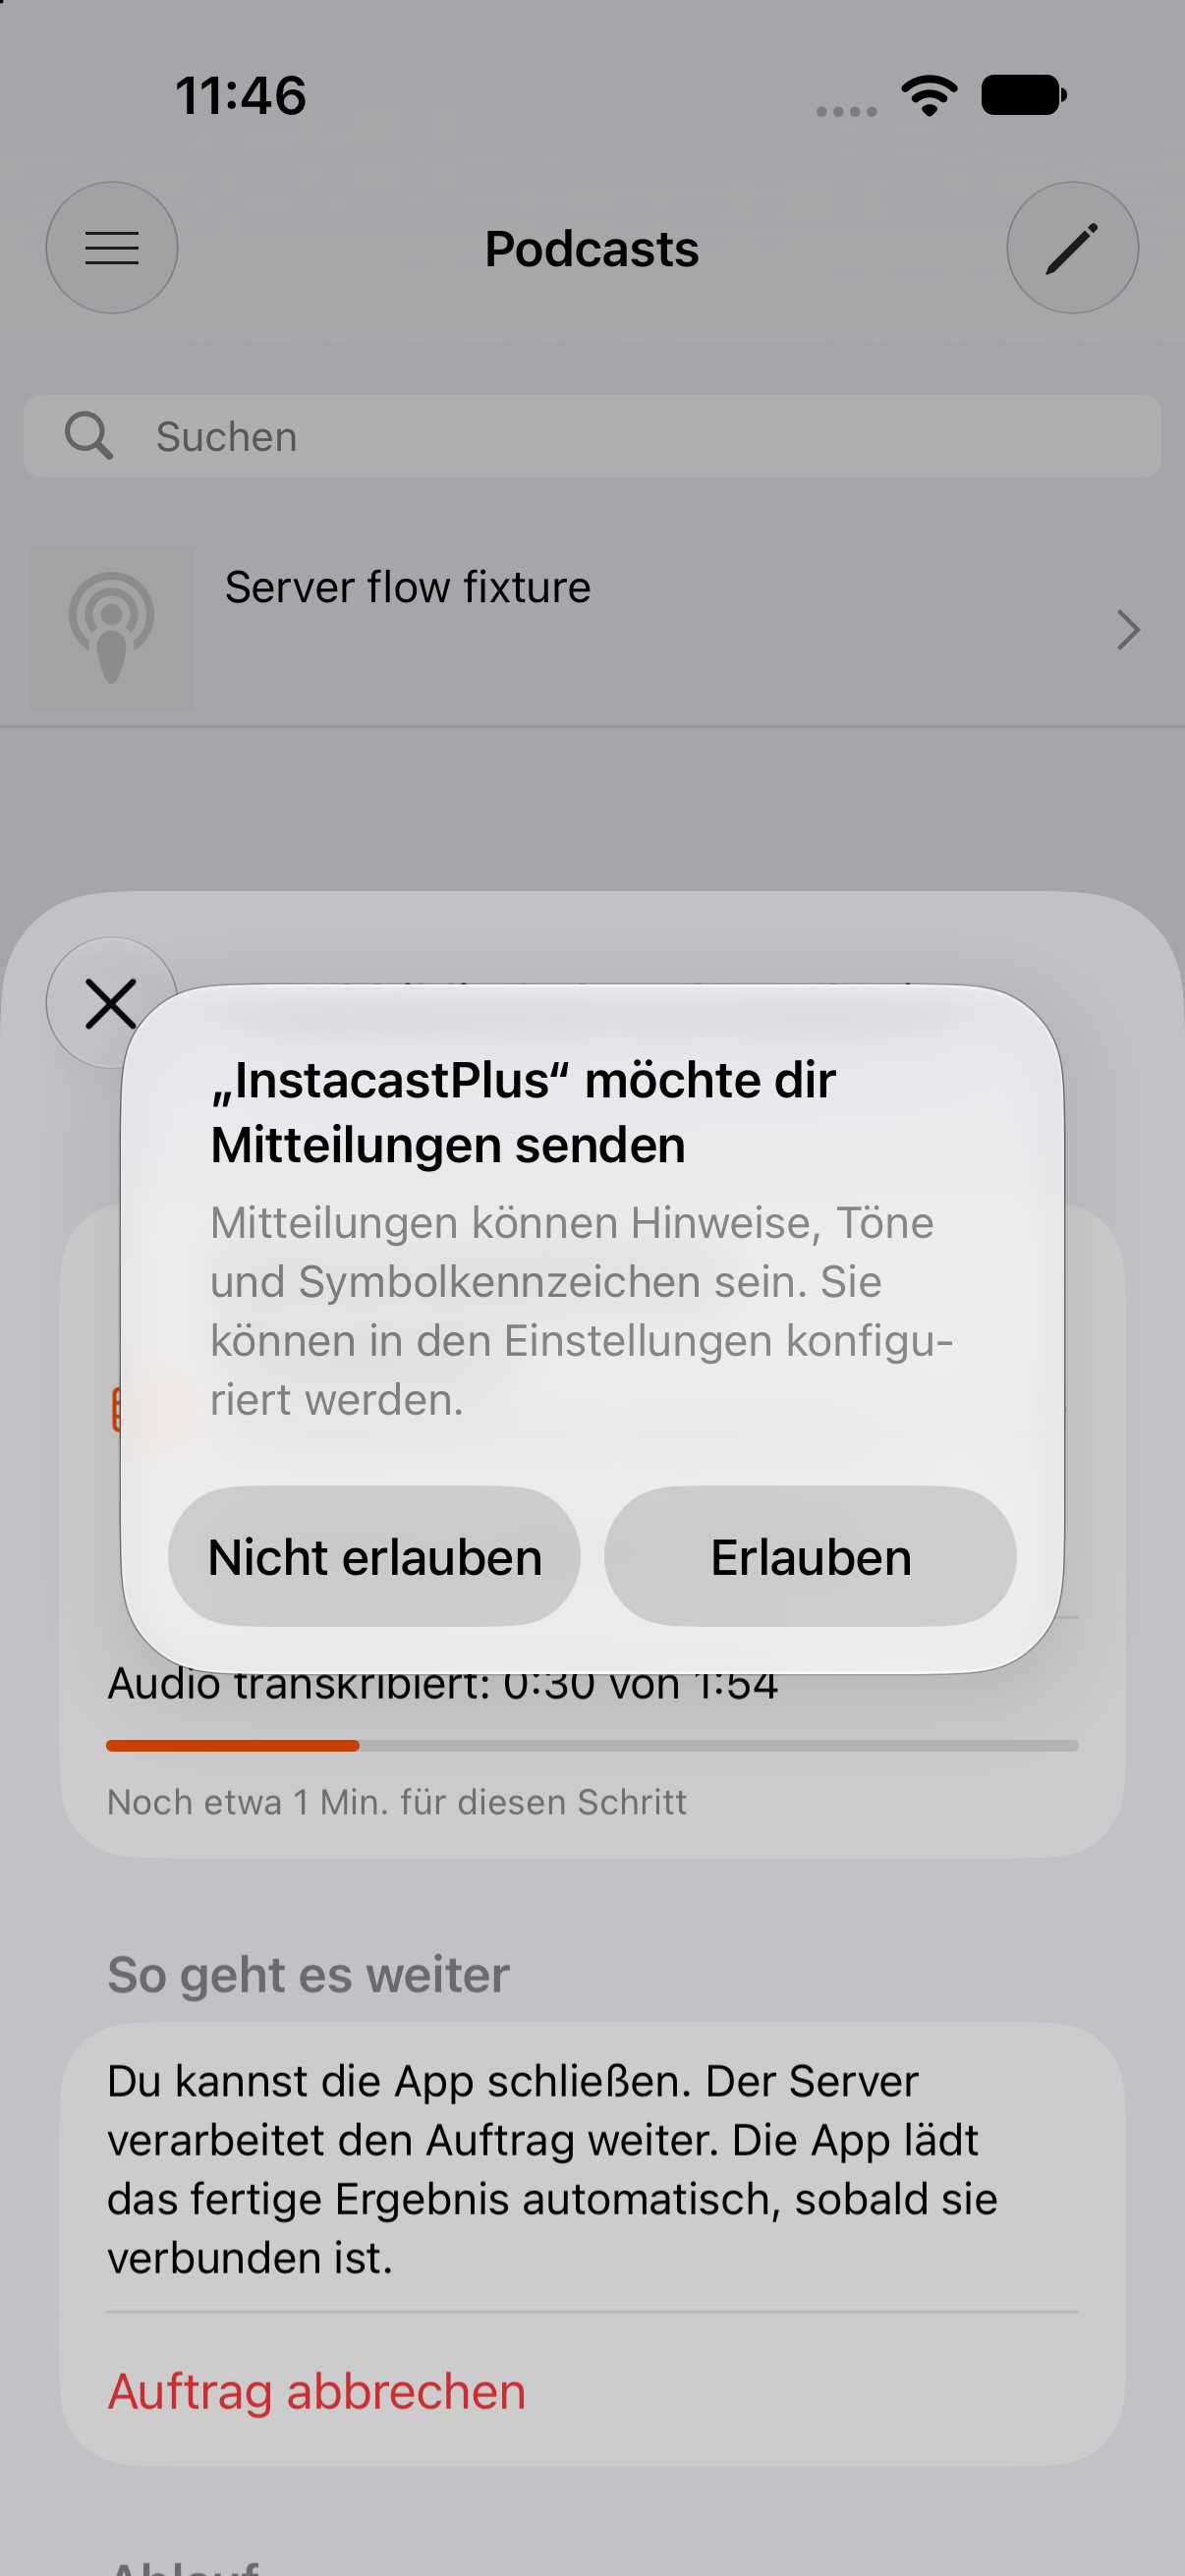 11:46
Podcasts
Suchen
Server flow fixture
„InstacastPlus“ möchte dir
Mitteilungen senden
Mitteilungen können Hinweise, Töne
und Symbolkennzeichen sein. Sie
können in den Einstellungen konfigu-
riert werden.
Nicht erlauben
Erlauben
Audio transkribiert: 0:30 von 1:54
Noch etwa 1 Min. für diesen Schritt
So geht es weiter
Du kannst die App schließen. Der Server
verarbeitet den Auftrag weiter. Die App lädt
das fertige Ergebnis automatisch, sobald sie
verbunden ist.
Auftrag abbrechen
Ablauf